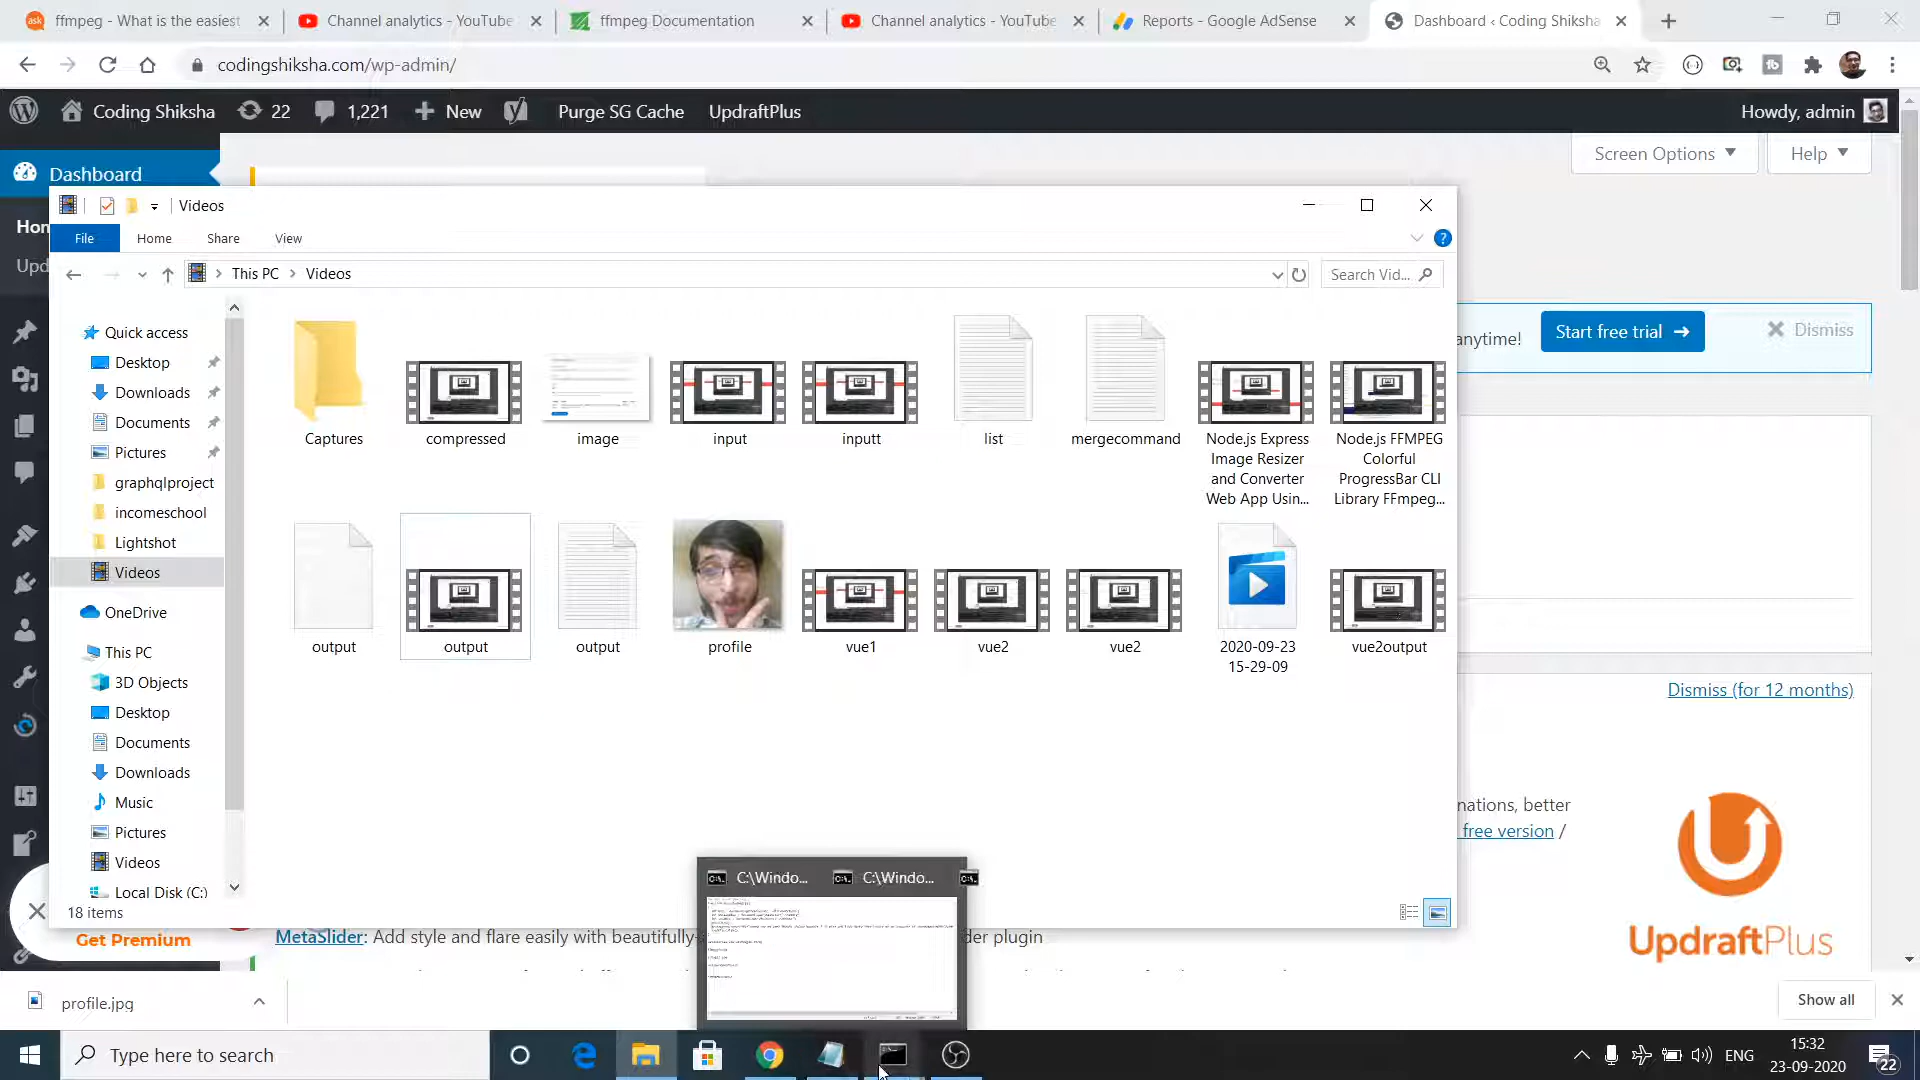 ffmpeg - What is the easiest
Channel analytics - YouTube
ffmpeg Documentation
Channel analytics - YouTube
Reports - Google AdSense
Dashboard ‹ Coding Shiksha
codingshiksha.com/wp-admin/
Coding Shiksha
22
1,221
New
Purge SG Cache
UpdraftPlus
Howdy, admin
Dashboard
Screen Options
Help
Videos
File
Home
Share
View
This PC
Videos
Search Vid...
Quick access
Desktop
Downloads
Documents
Pictures
graphqlproject
incomeschool
Lightshot
Videos
OneDrive
This PC
3D Objects
Desktop
Documents
Downloads
Music
Pictures
Videos
Local Disk (C:)
18 items
Captures
compressed
image
input
inputt
list
mergecommand
Node.js Express
Image Resizer
and Converter
Web App Usin...
Node.js FFMPEG
Colorful
ProgressBar CLI
Library FFmpeg...
output
output
output
profile
vue1
vue2
vue2
2020-09-23
15-29-09
vue2output
anytime!
Start free trial
Dismiss
Dismiss (for 12 months)
nations, better
free version /
UpdraftPlus
Get Premium
MetaSlider: Add style and flare easily with beautifully-
der plugin
C:\Windo...
C:\Windo...
profile.jpg
Show all
Type here to search
ENG
15:32
23-09-2020
22